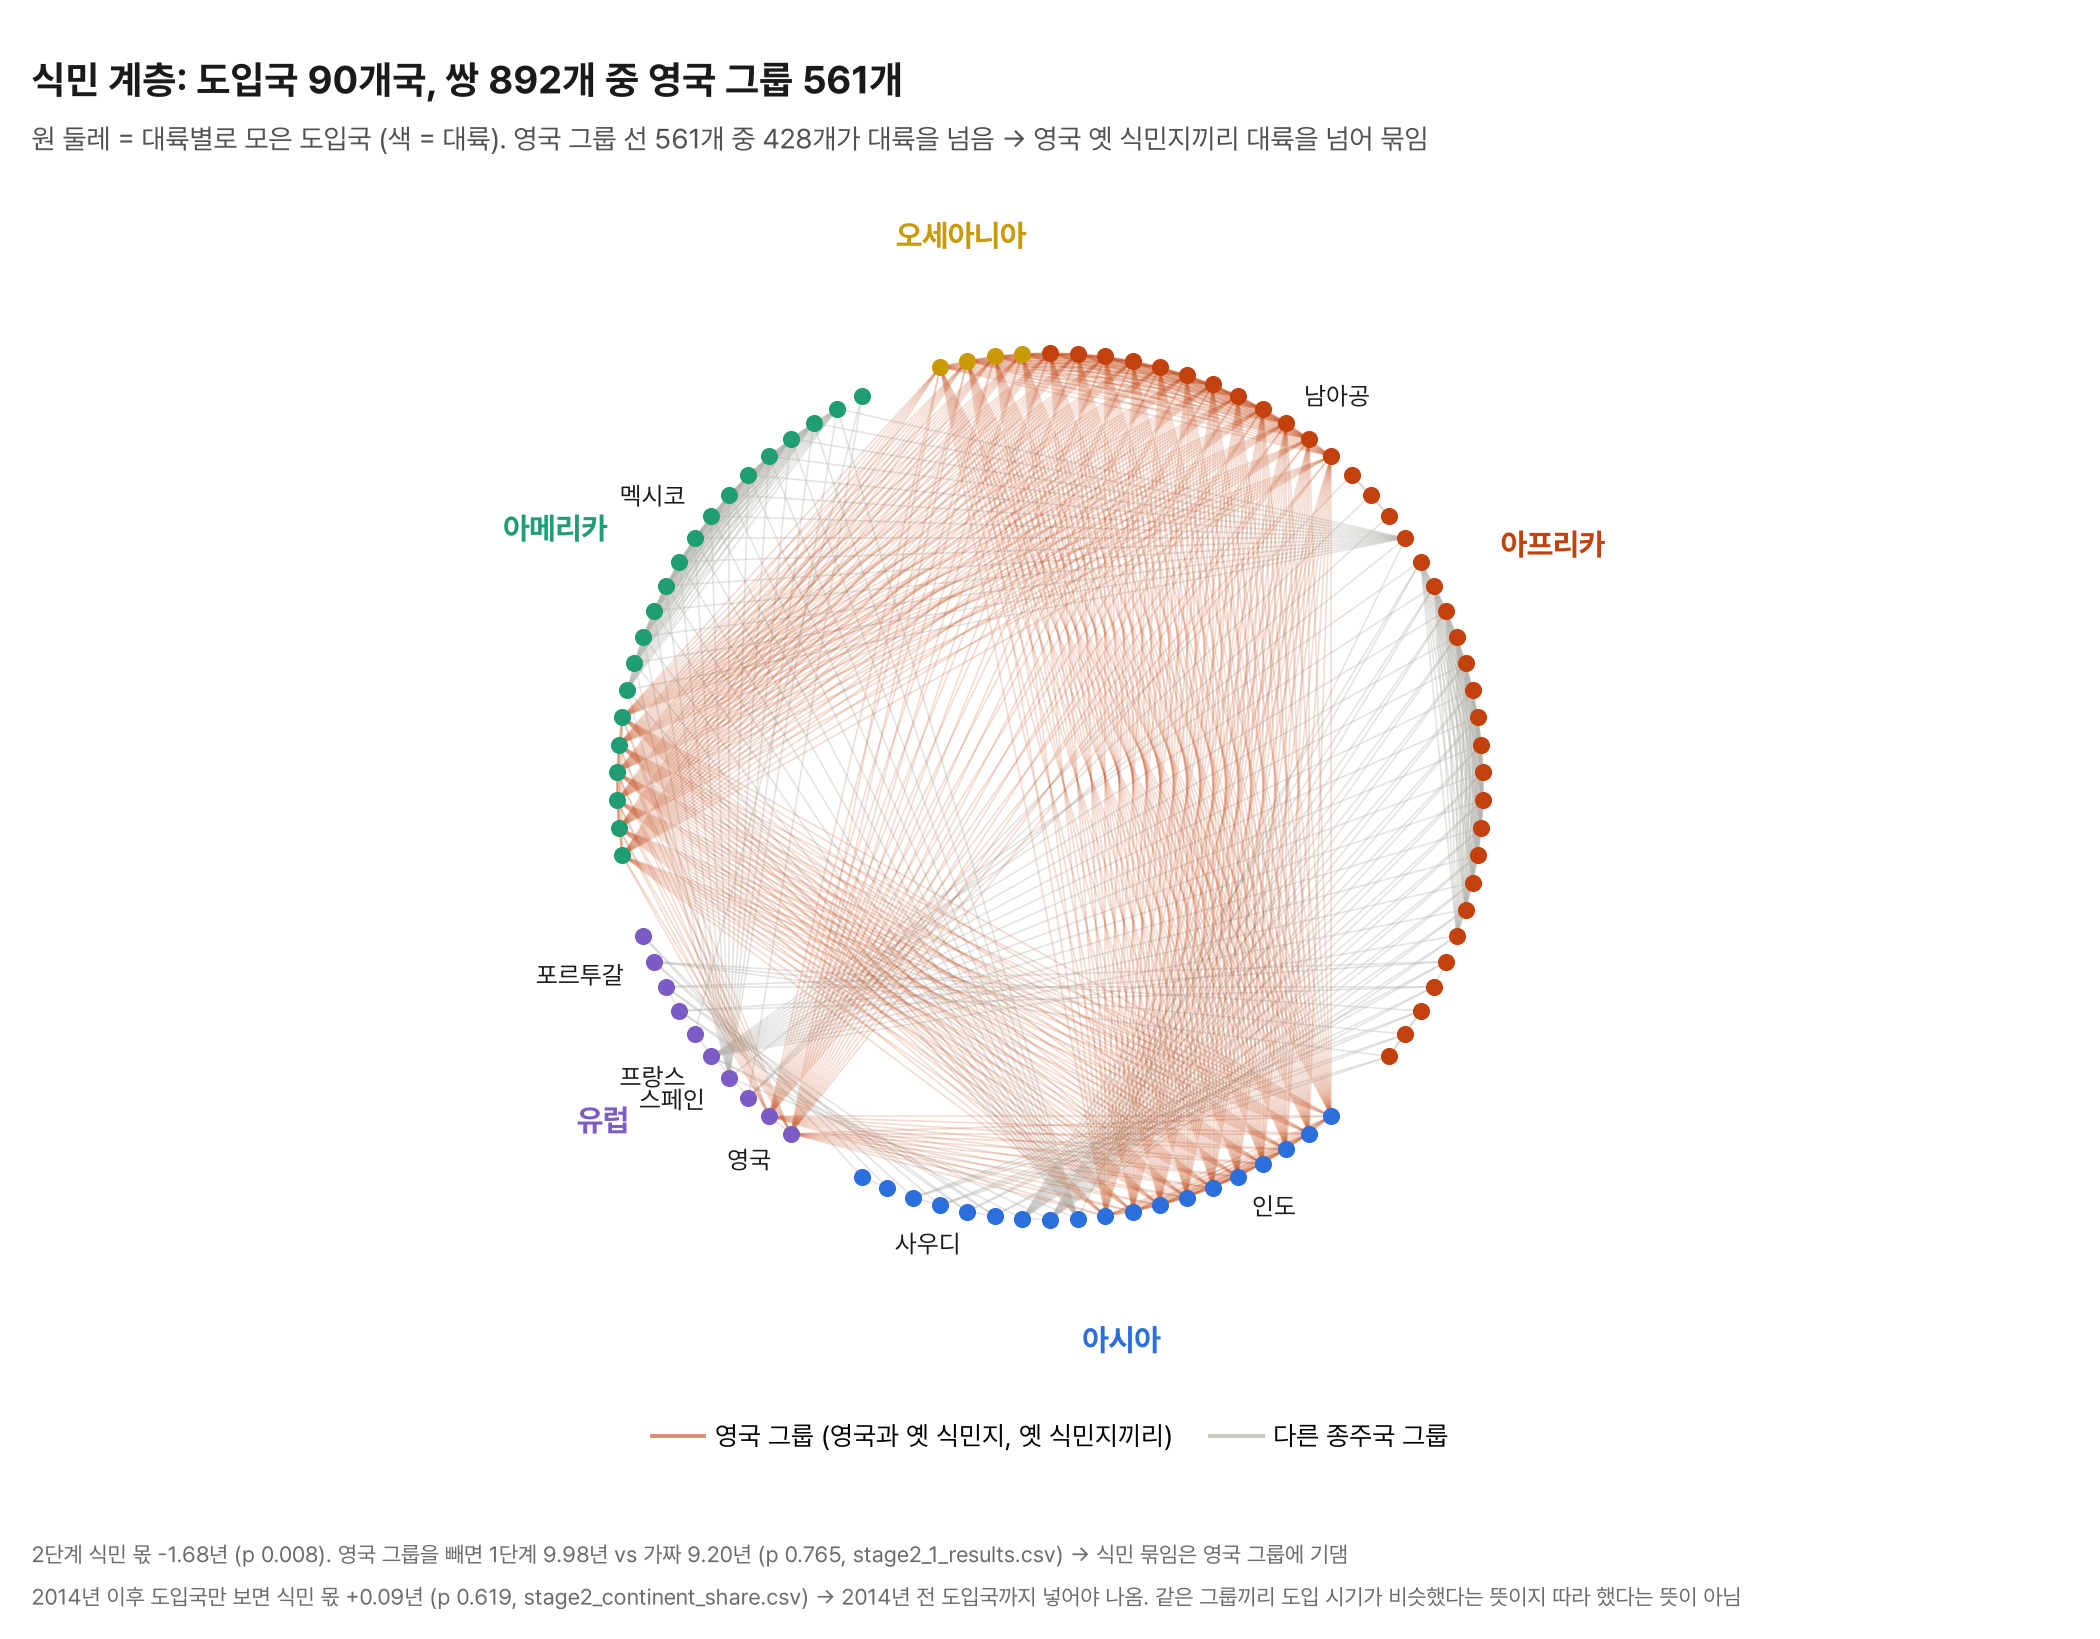 식민 계층: 도입국 90개국, 쌍 892개 중 영국 그룹 561개
원 둘레 = 대륙별로 모은 도입국 (색 = 대륙). 영국 그룹 선 561개 중 428개가 대륙을 넘음 → 영국 옛 식민지끼리 대륙을 넘어 묶임
오세아니아
남아공
멕시코
아메리카
아프리카
포르투갈
프랑스
스페인
유럽
영국
인도
사우디
아시아
영국 그룹 (영국과 옛 식민지, 옛 식민지끼리)
다른 종주국 그룹
2단계 식민 몫 -1.68년 (p 0.008). 영국 그룹을 빼면 1단계 9.98년 vs 가짜 9.20년 (p 0.765, stage2_1_results.csv) → 식민 묶임은 영국 그룹에 기댐
2014년 이후 도입국만 보면 식민 몫 +0.09년 (p 0.619, stage2_continent_share.csv) → 2014년 전 도입국까지 넣어야 나옴. 같은 그룹끼리 도입 시기가 비슷했다는 뜻이지 따라 했다는 뜻이 아님